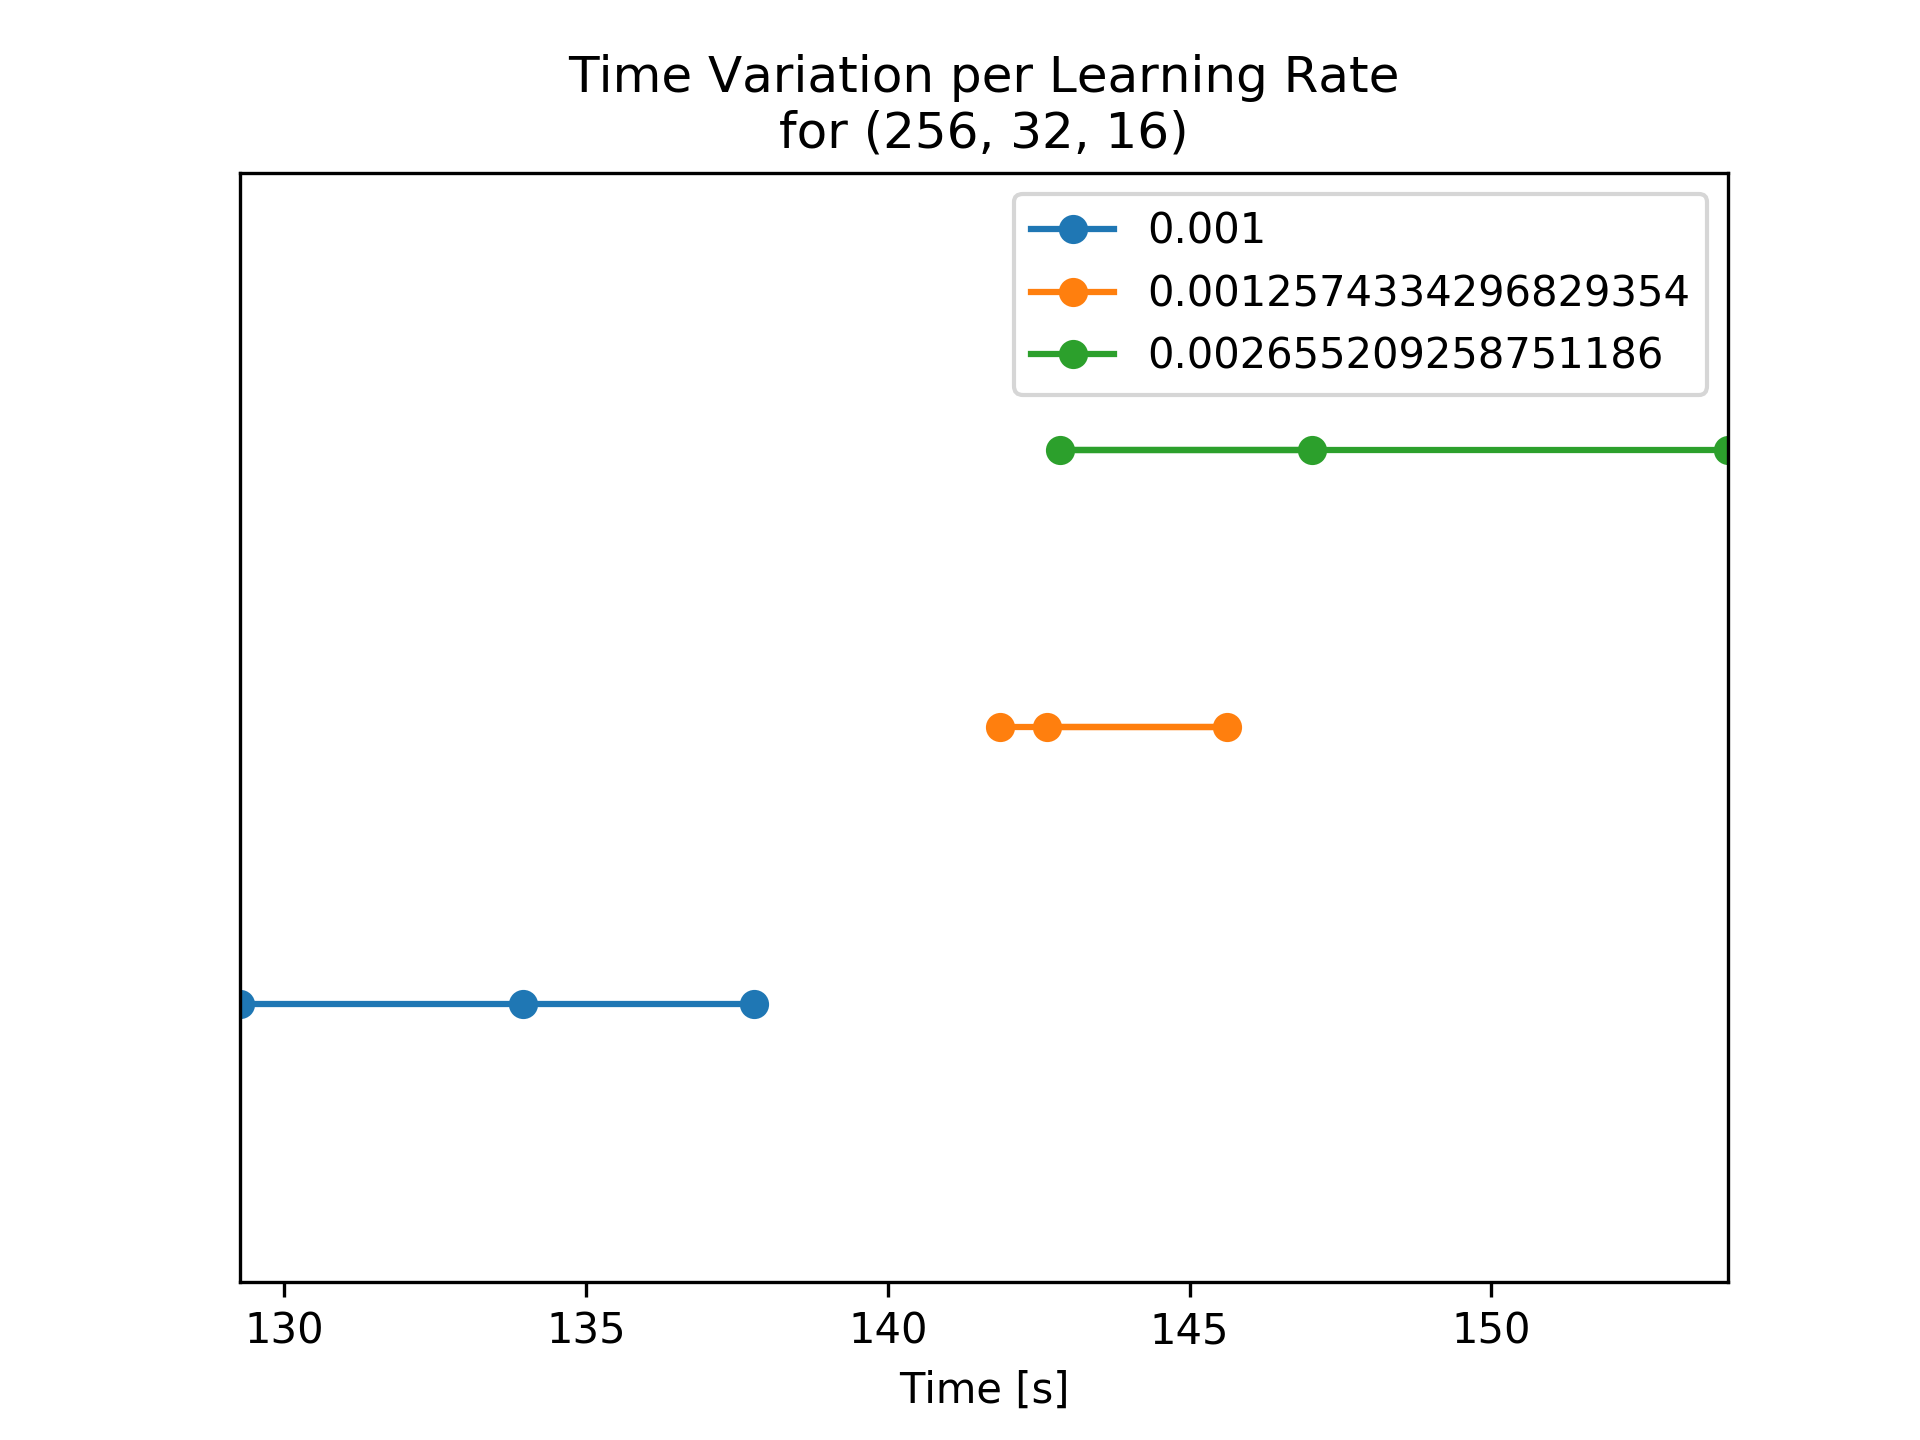 Time Variation per Learning Rate
for (256, 32, 16)
0.001
0.0012574334296829354
0.002655209258751186
130 135 140 145 150
Time [s]